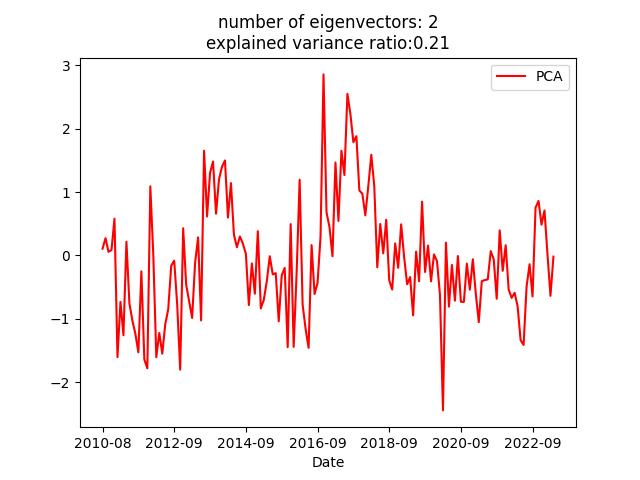 number of eigenvectors: 2
explained variance ratio:0.21
PCA
3
2
1
0
−1
−2
2010-08 2012-09 2014-09 2016-09 2018-09 2020-09 2022-09
Date